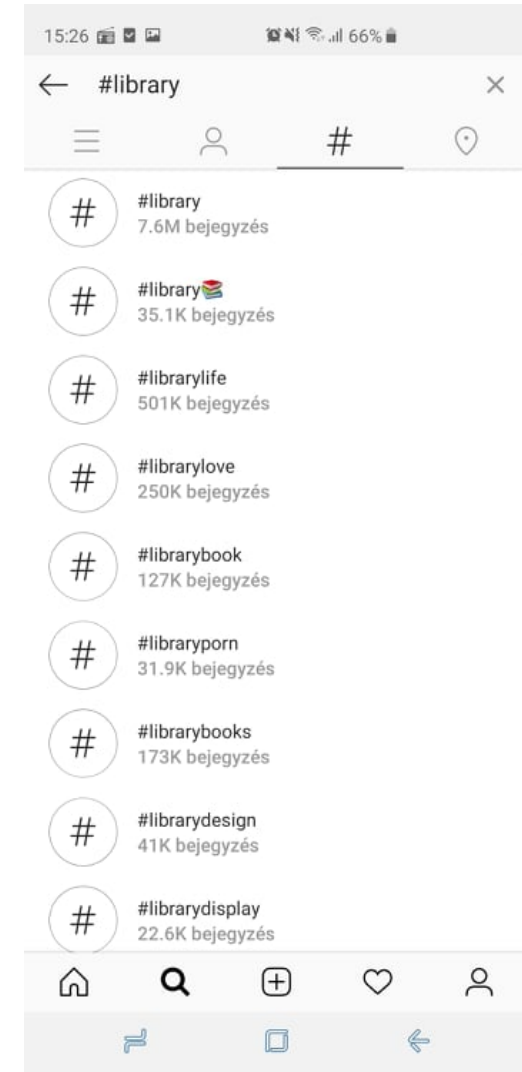 15:26 66%
#library
#
#library
7.6M bejegyzés
#library📚
35.1K bejegyzés
#librarylife
501K bejegyzés
#librarylove
250K bejegyzés
#librarybook
127K bejegyzés
#libraryporn
31.9K bejegyzés
#librarybooks
173K bejegyzés
#librarydesign
41K bejegyzés
#librarydisplay
22.6K bejegyzés